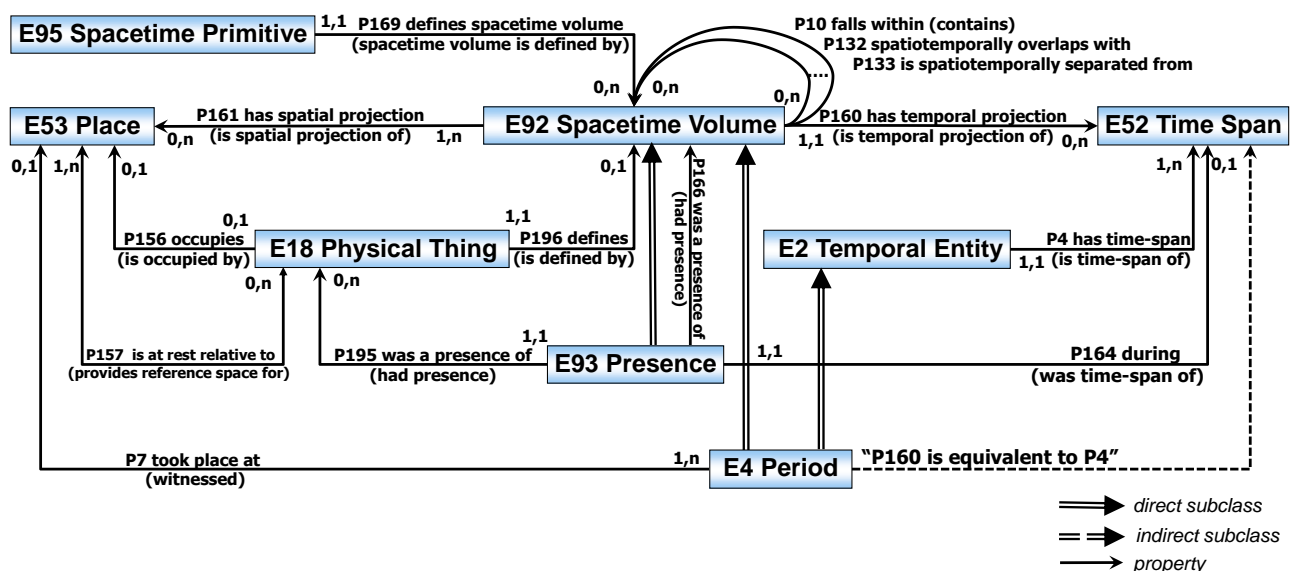 E95 Spacetime Primitive
1,1
P169 defines spacetime volume
(spacetime volume is defined by)
P10 falls within (contains)
P132 spatiotemporally overlaps with
P133 is spatiotemporally separated from
....
0,n
0,n
0,n
E53 Place
P161 has spatial projection
(is spatial projection of)
0,n
1,n
E92 Spacetime Volume
P160 has temporal projection
(is temporal projection of)
1,1
0,n
E52 Time Span
0,1
1,n
0,1
0,1
1,n
0,1
P166 was a presence of
(had presence)
0,1
P156 occupies
(is occupied by)
E18 Physical Thing
1,1
P196 defines
(is defined by)
E2 Temporal Entity
P4 has time-span
(is time-span of)
1,1
0,n
0,n
P157 is at rest relative to
(provides reference space for)
P195 was a presence of
(had presence)
1,1
E93 Presence
1,1
P164 during
(was time-span of)
P7 took place at
(witnessed)
1,n
E4 Period
“P160 is equivalent to P4”
direct subclass
indirect subclass
property